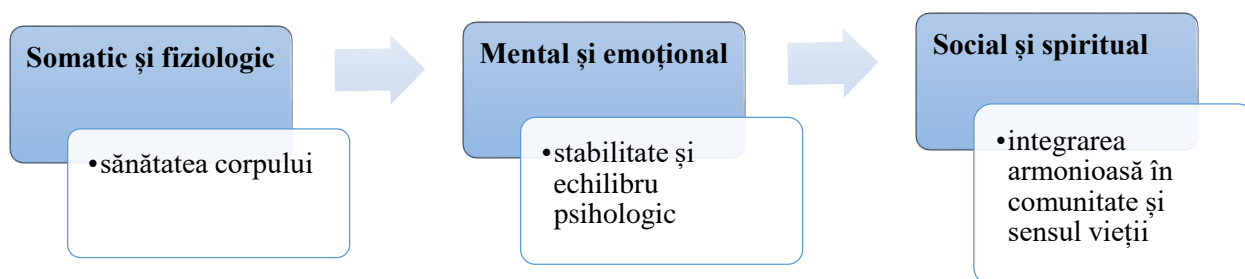 Somatic și fiziologic
•sănătatea corpului
Mental și emoțional
•stabilitate și
echilibru
psihologic
Social și spiritual
•integrarea
armonioasă în
comunitate și
sensul vieții